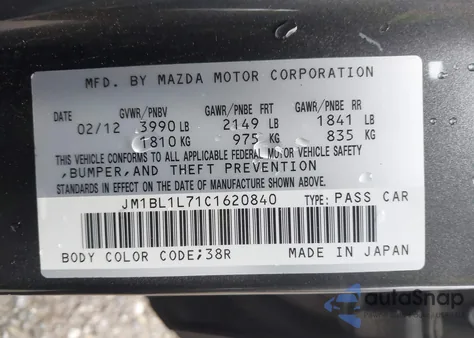 MFD. BY MAZDA MOTOR CORPORATION
DATE GVWR/PNBV GAWR/PNBE FRT GAWR/PNBE RR
02/12 3990 LB 2149 LB 1841 LB
1810 KG 975 KG 835 KG
THIS VEHICLE CONFORMS TO ALL APPLICABLE FEDERAL MOTOR VEHICLE SAFETY
,BUMPER,AND THEFT PREVENTION
STANDARDS IN EFFECT ON THE DATE OF MANUFACTURE SHOWN ABOVE.
JM1BL1L71C1620840 TYPE: PASS CAR
BODY COLOR CODE;38R MADE IN JAPAN
autoSnap